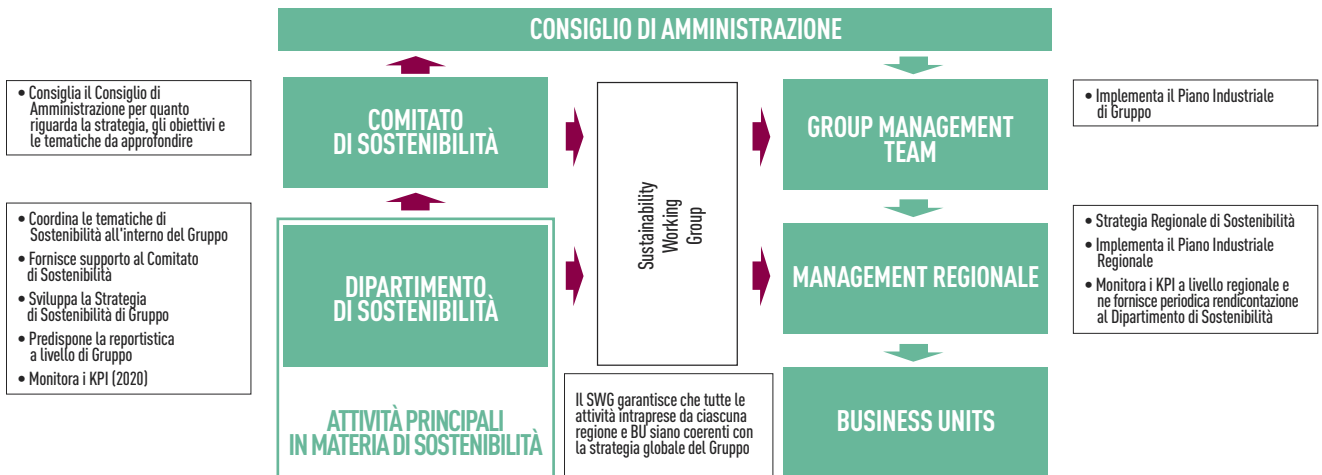 CONSIGLIO DI AMMINISTRAZIONE
• Consiglia il Consiglio di
Amministrazione per quanto
riguarda la strategia, gli obiettivi e
le tematiche da approfondire
COMITATO
DI SOSTENIBILITÀ
Sustainability
Working
Group
GROUP MANAGEMENT
TEAM
• Implementa il Piano Industriale
di Gruppo
• Coordina le tematiche di
Sostenibilità all'interno del Gruppo
• Fornisce supporto al Comitato
di Sostenibilità
• Sviluppa la Strategia
di Sostenibilità di Gruppo
• Predispone la reportistica
a livello di Gruppo
• Monitora i KPI (2020)
DIPARTIMENTO
DI SOSTENIBILITÀ
MANAGEMENT REGIONALE
• Strategia Regionale di Sostenibilità
• Implementa il Piano Industriale
Regionale
• Monitora i KPI a livello regionale e
ne fornisce periodica rendicontazione
al Dipartimento di Sostenibilità
ATTIVITÀ PRINCIPALI
IN MATERIA DI SOSTENIBILITÀ
Il SWG garantisce che tutte le
attività intraprese da ciascuna
regione e BU siano coerenti con
la strategia globale del Gruppo
BUSINESS UNITS